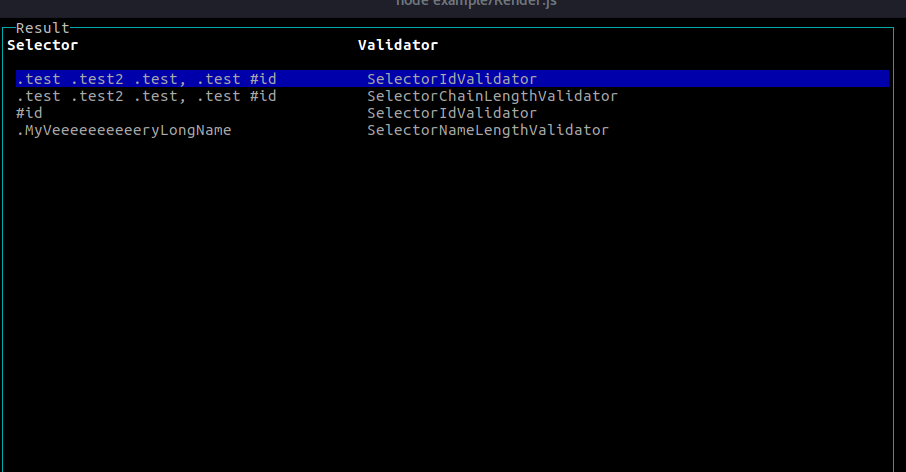 node example/Render.js
Result
Selector Validator
.test .test2 .test, .test #id SelectorIdValidator
.test .test2 .test, .test #id SelectorChainLengthValidator
#id SelectorIdValidator
.MyVeeeeeeeeeeryLongName SelectorNameLengthValidator